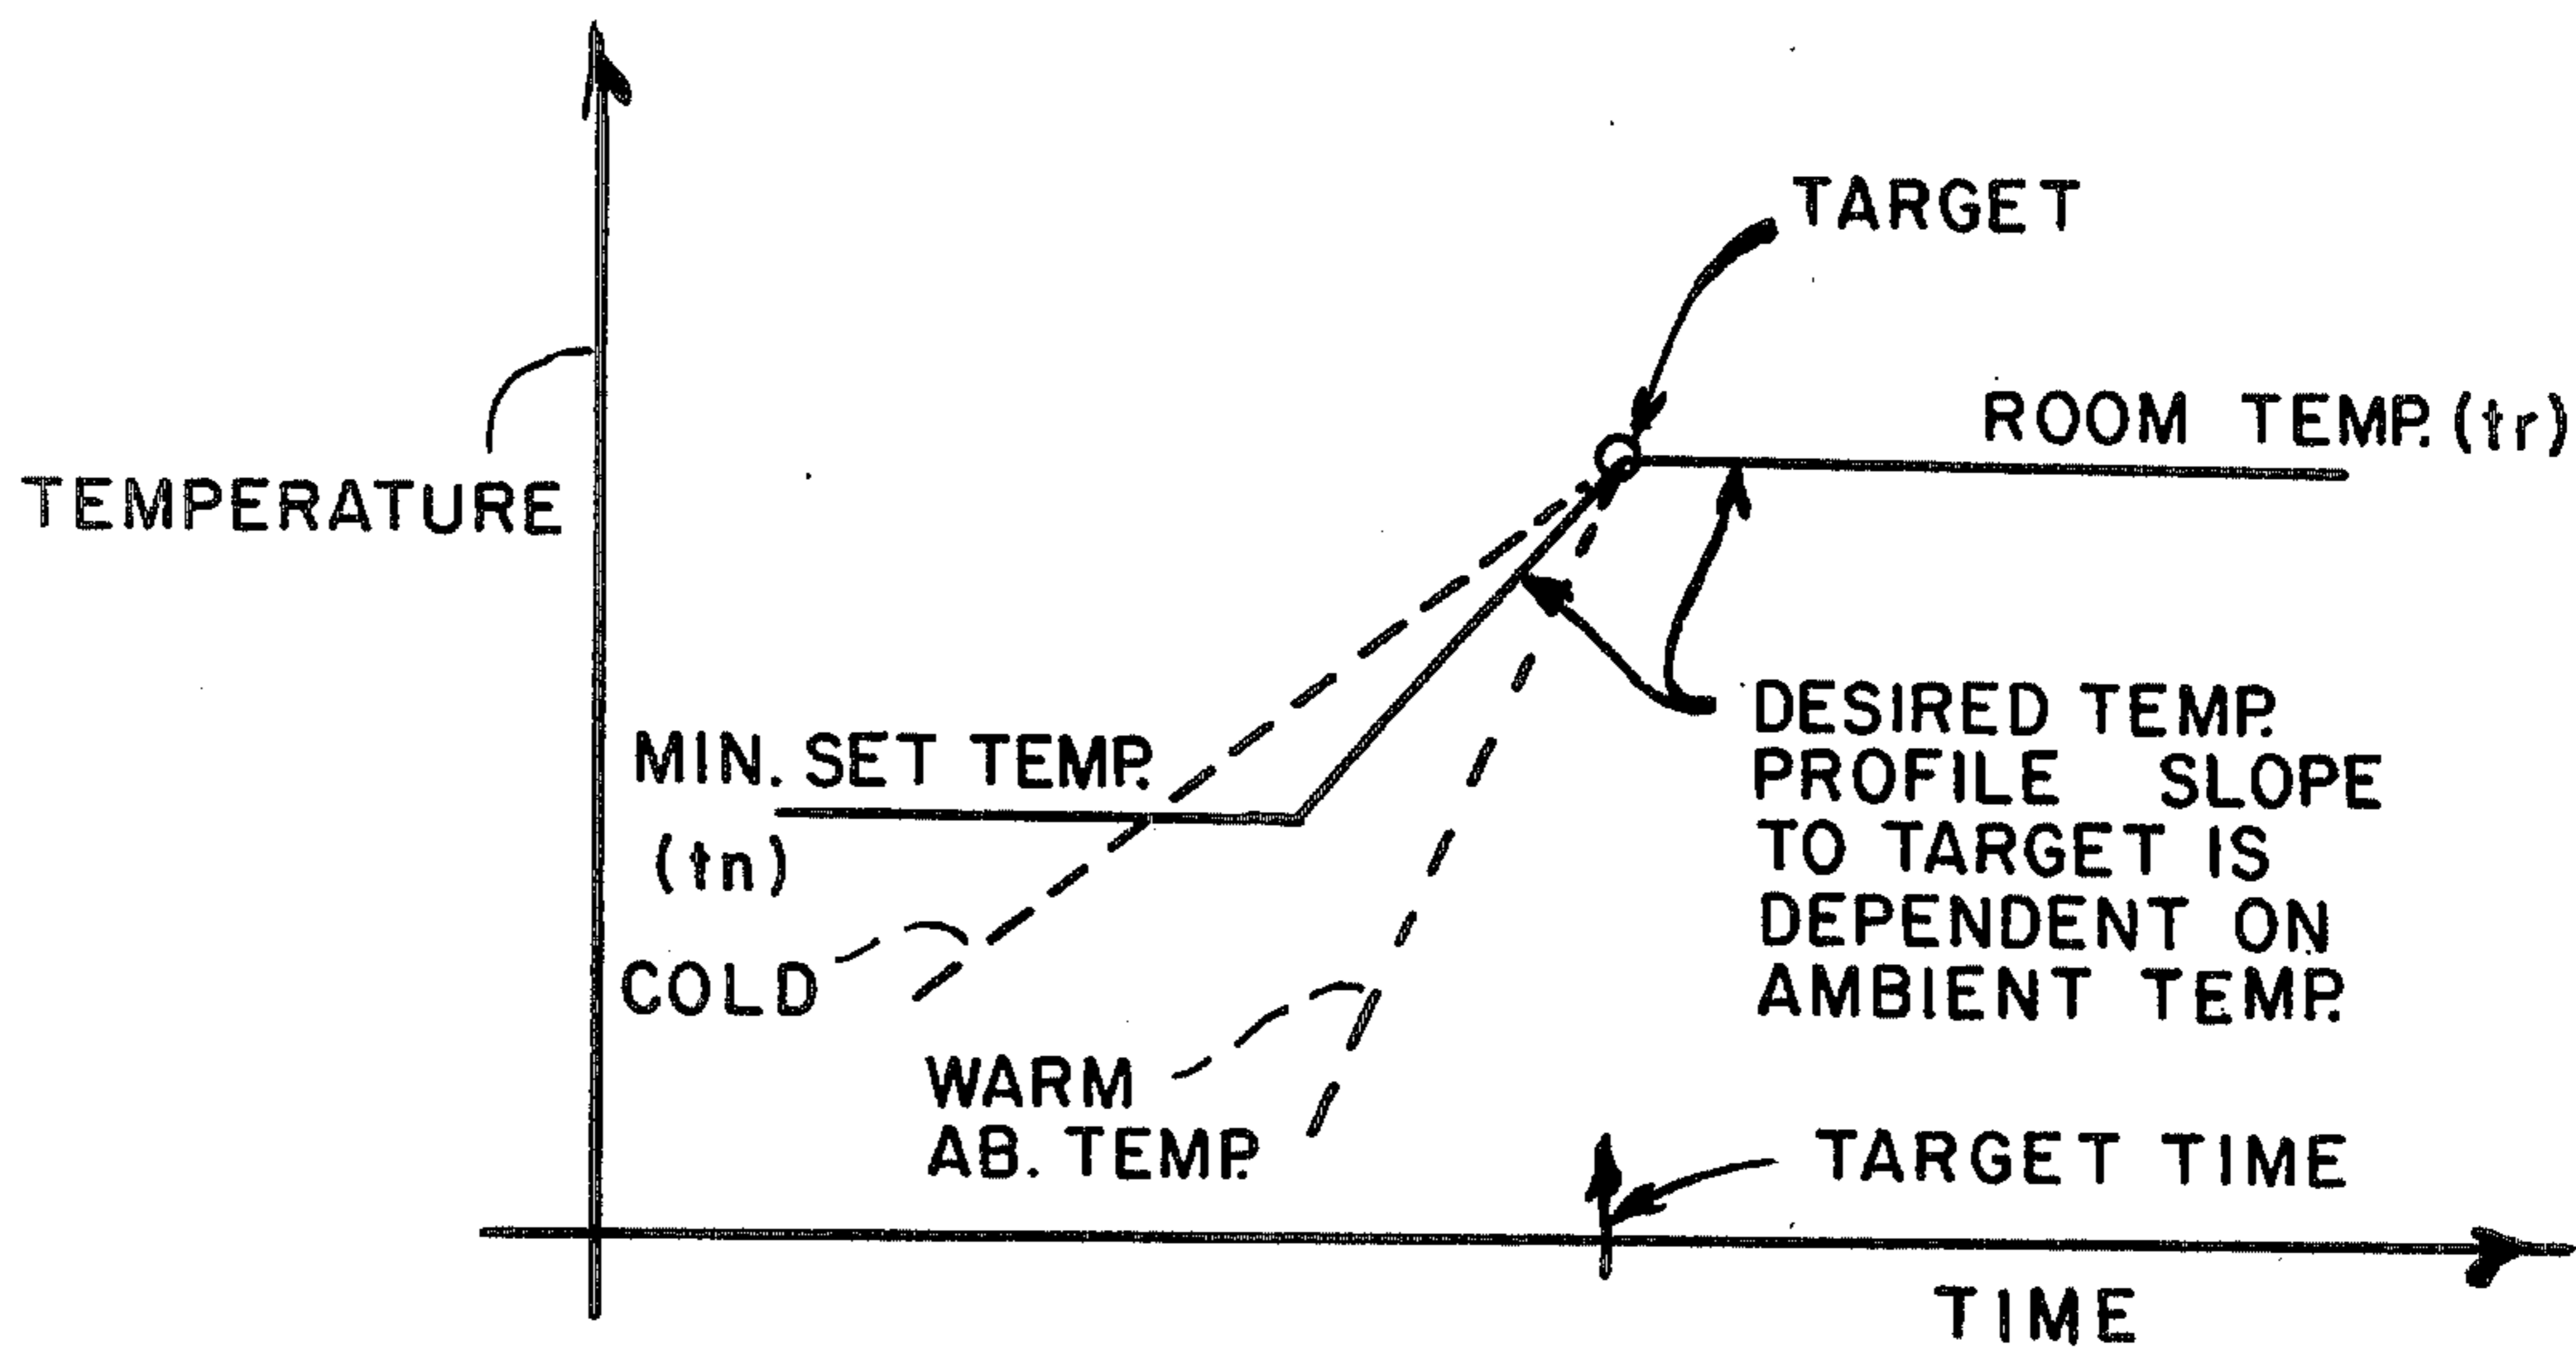 TARGET
ROOM TEMP. (tr)
TEMPERATURE
MIN. SET TEMP.
(tn)
COLD
WARM
AB. TEMP.
DESIRED TEMP.
PROFILE SLOPE
TO TARGET IS
DEPENDENT ON
AMBIENT TEMP.
TARGET TIME
TIME